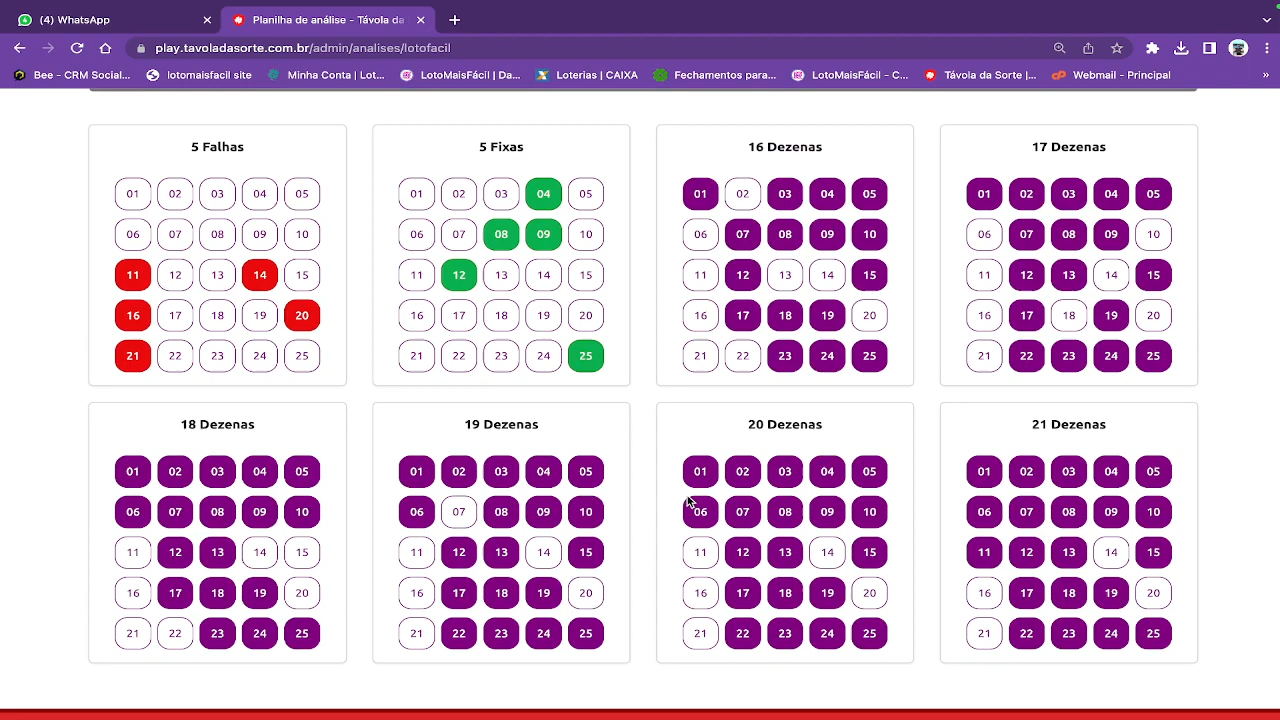 (4) WhatsApp
Planilha de análise - Távola da
play.tavoladasorte.com.br/admin/analises/lotofacil
Bee - CRM Social...
lotomaisfacil site
Minha Conta | Lot...
LotoMaisFácil | Da...
Loterias | CAIXA
Fechamentos para...
LotoMaisFácil - C...
Távola da Sorte |...
Webmail - Principal
»
5 Falhas
01 02 03 04 05
06 07 08 09 10
11 12 13 14 15
16 17 18 19 20
21 22 23 24 25
5 Fixas
01 02 03 04 05
06 07 08 09 10
11 12 13 14 15
16 17 18 19 20
21 22 23 24 25
16 Dezenas
01 02 03 04 05
06 07 08 09 10
11 12 13 14 15
16 17 18 19 20
21 22 23 24 25
17 Dezenas
01 02 03 04 05
06 07 08 09 10
11 12 13 14 15
16 17 18 19 20
21 22 23 24 25
18 Dezenas
01 02 03 04 05
06 07 08 09 10
11 12 13 14 15
16 17 18 19 20
21 22 23 24 25
19 Dezenas
01 02 03 04 05
06 07 08 09 10
11 12 13 14 15
16 17 18 19 20
21 22 23 24 25
20 Dezenas
01 02 03 04 05
06 07 08 09 10
11 12 13 14 15
16 17 18 19 20
21 22 23 24 25
21 Dezenas
01 02 03 04 05
06 07 08 09 10
11 12 13 14 15
16 17 18 19 20
21 22 23 24 25